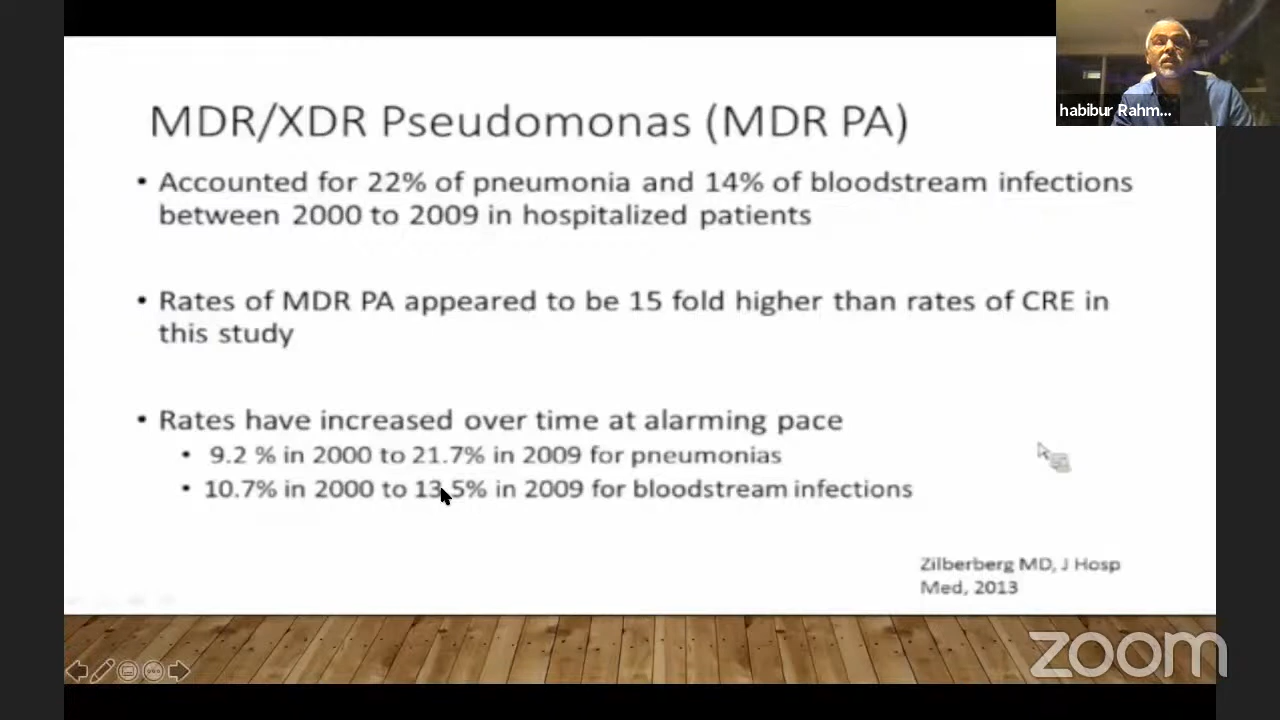 habibur Rahm...
MDR/XDR Pseudomonas (MDR PA)
• Accounted for 22% of pneumonia and 14% of bloodstream infections
between 2000 to 2009 in hospitalized patients
• Rates of MDR PA appeared to be 15 fold higher than rates of CRE in
this study
• Rates have increased over time at alarming pace
• 9.2 % in 2000 to 21.7% in 2009 for pneumonias
• 10.7% in 2000 to 13.5% in 2009 for bloodstream infections
Zilberberg MD, J Hosp
Med, 2013
zoom